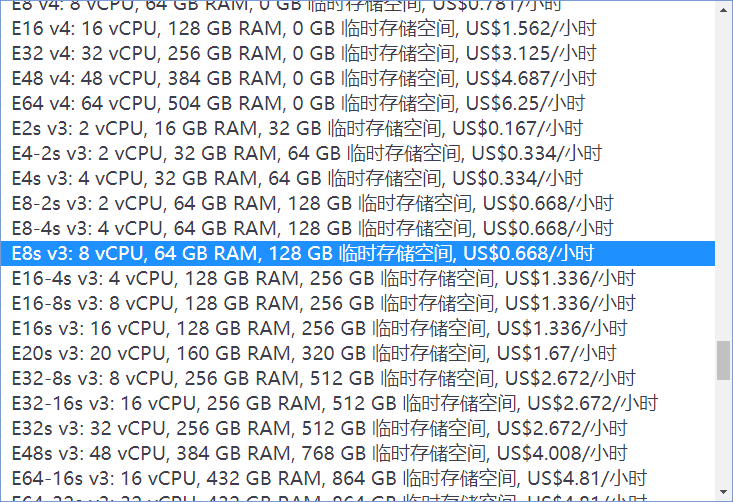 E8 v4: 8 vCPU, 64 GB RAM, 0 GB 临时存储空间, US$0.781/小时
E16 v4: 16 vCPU, 128 GB RAM, 0 GB 临时存储空间, US$1.562/小时
E32 v4: 32 vCPU, 256 GB RAM, 0 GB 临时存储空间, US$3.125/小时
E48 v4: 48 vCPU, 384 GB RAM, 0 GB 临时存储空间, US$4.687/小时
E64 v4: 64 vCPU, 504 GB RAM, 0 GB 临时存储空间, US$6.25/小时
E2s v3: 2 vCPU, 16 GB RAM, 32 GB 临时存储空间, US$0.167/小时
E4-2s v3: 2 vCPU, 32 GB RAM, 64 GB 临时存储空间, US$0.334/小时
E4s v3: 4 vCPU, 32 GB RAM, 64 GB 临时存储空间, US$0.334/小时
E8-2s v3: 2 vCPU, 64 GB RAM, 128 GB 临时存储空间, US$0.668/小时
E8-4s v3: 4 vCPU, 64 GB RAM, 128 GB 临时存储空间, US$0.668/小时
E8s v3: 8 vCPU, 64 GB RAM, 128 GB 临时存储空间, US$0.668/小时
E16-4s v3: 4 vCPU, 128 GB RAM, 256 GB 临时存储空间, US$1.336/小时
E16-8s v3: 8 vCPU, 128 GB RAM, 256 GB 临时存储空间, US$1.336/小时
E16s v3: 16 vCPU, 128 GB RAM, 256 GB 临时存储空间, US$1.336/小时
E20s v3: 20 vCPU, 160 GB RAM, 320 GB 临时存储空间, US$1.67/小时
E32-8s v3: 8 vCPU, 256 GB RAM, 512 GB 临时存储空间, US$2.672/小时
E32-16s v3: 16 vCPU, 256 GB RAM, 512 GB 临时存储空间, US$2.672/小时
E32s v3: 32 vCPU, 256 GB RAM, 512 GB 临时存储空间, US$2.672/小时
E48s v3: 48 vCPU, 384 GB RAM, 768 GB 临时存储空间, US$4.008/小时
E64-16s v3: 16 vCPU, 432 GB RAM, 864 GB 临时存储空间, US$4.81/小时
E64-32s v3: 32 vCPU, 432 GB RAM, 864 GB 临时存储空间, US$4.81/小时